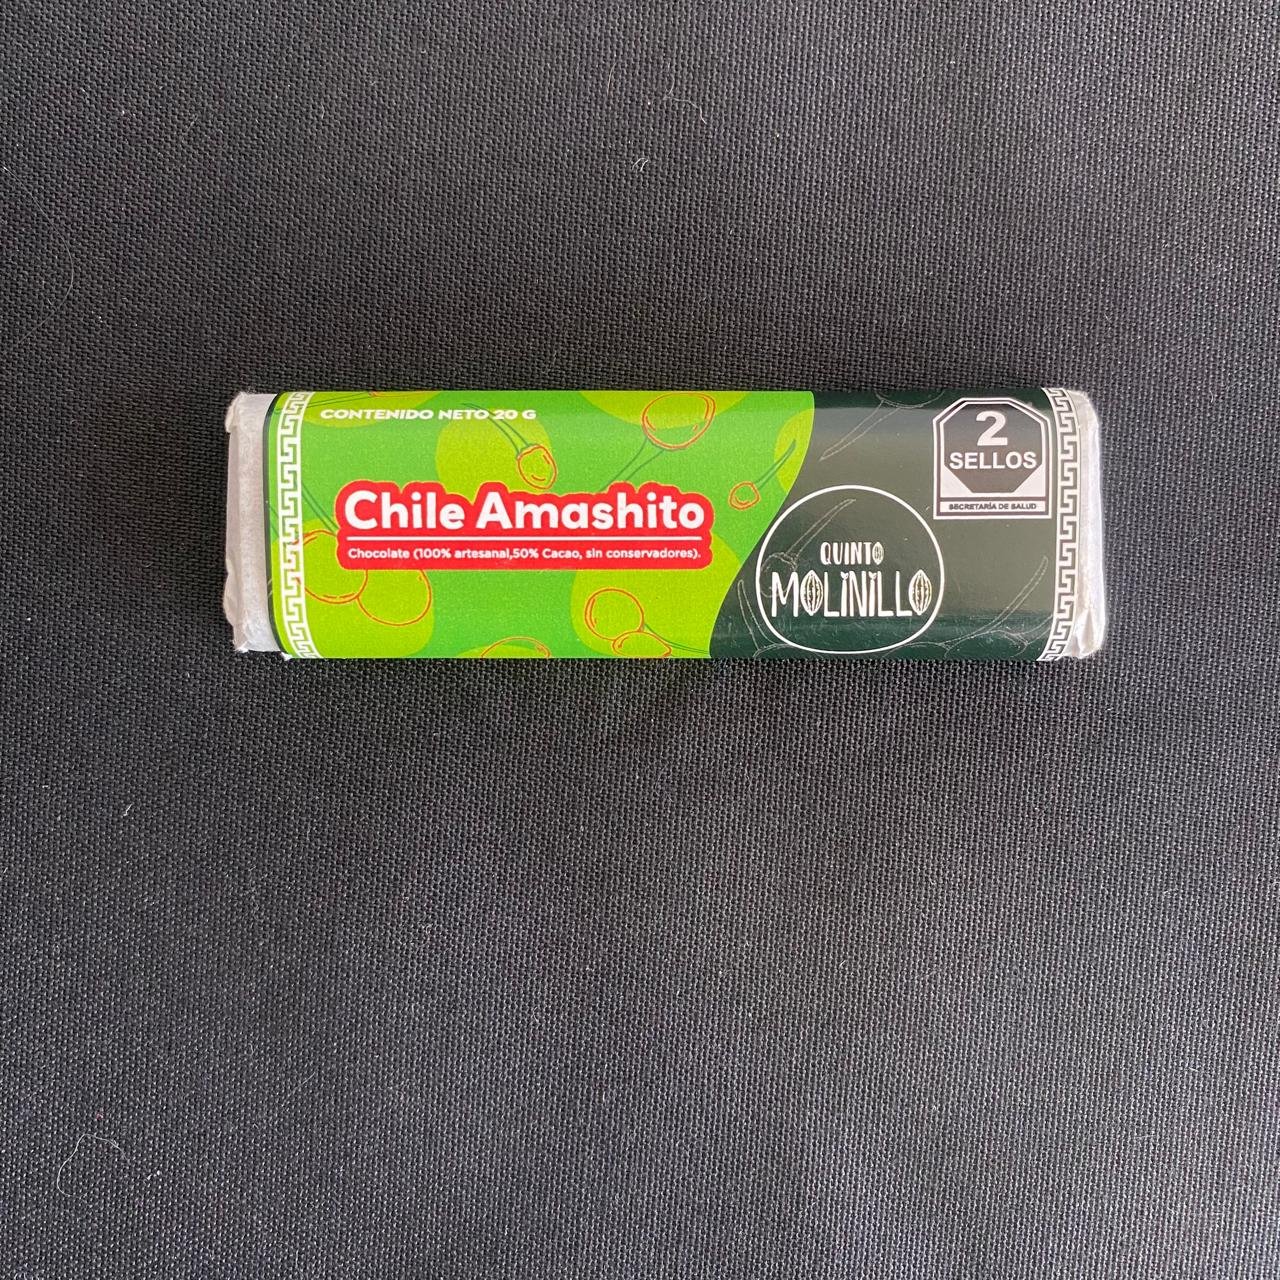 CONTENIDO NETO 20 G
Chile Amashito
Chocolate (100% artesanal,50% Cacao, sin conservadores).
QUINTO
MOLINILLO
2
SELLOS
SECRETARÍA DE SALUD